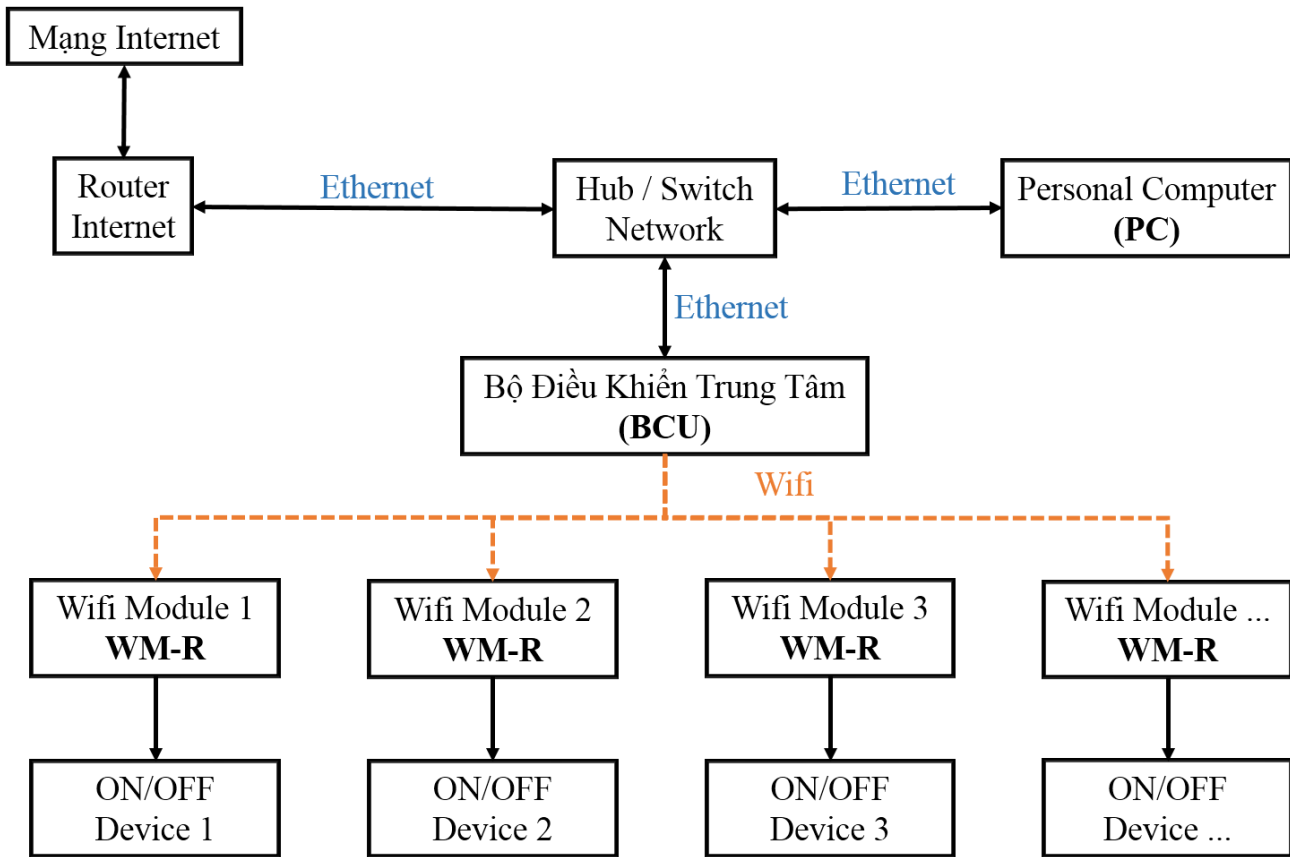 Mạng Internet
Router
Internet
Ethernet
Hub / Switch
Network
Ethernet
Personal Computer
(PC)
Ethernet
Bộ Điều Khiển Trung Tâm
(BCU)
Wifi
Wifi Module 1
WM-R
Wifi Module 2
WM-R
Wifi Module 3
WM-R
Wifi Module ...
WM-R
ON/OFF
Device 1
ON/OFF
Device 2
ON/OFF
Device 3
ON/OFF
Device ...